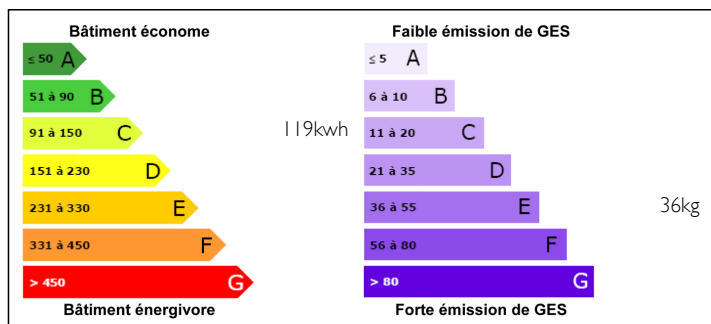 Bâtiment économe
≤ 50 A
51 à 90 B
91 à 150 C
119kwh
151 à 230 D
231 à 330 E
331 à 450 F
> 450 G
Bâtiment énergivore
Faible émission de GES
≤ 5 A
6 à 10 B
11 à 20 C
21 à 35 D
36 à 55 E
36kg
56 à 80 F
> 80 G
Forte émission de GES